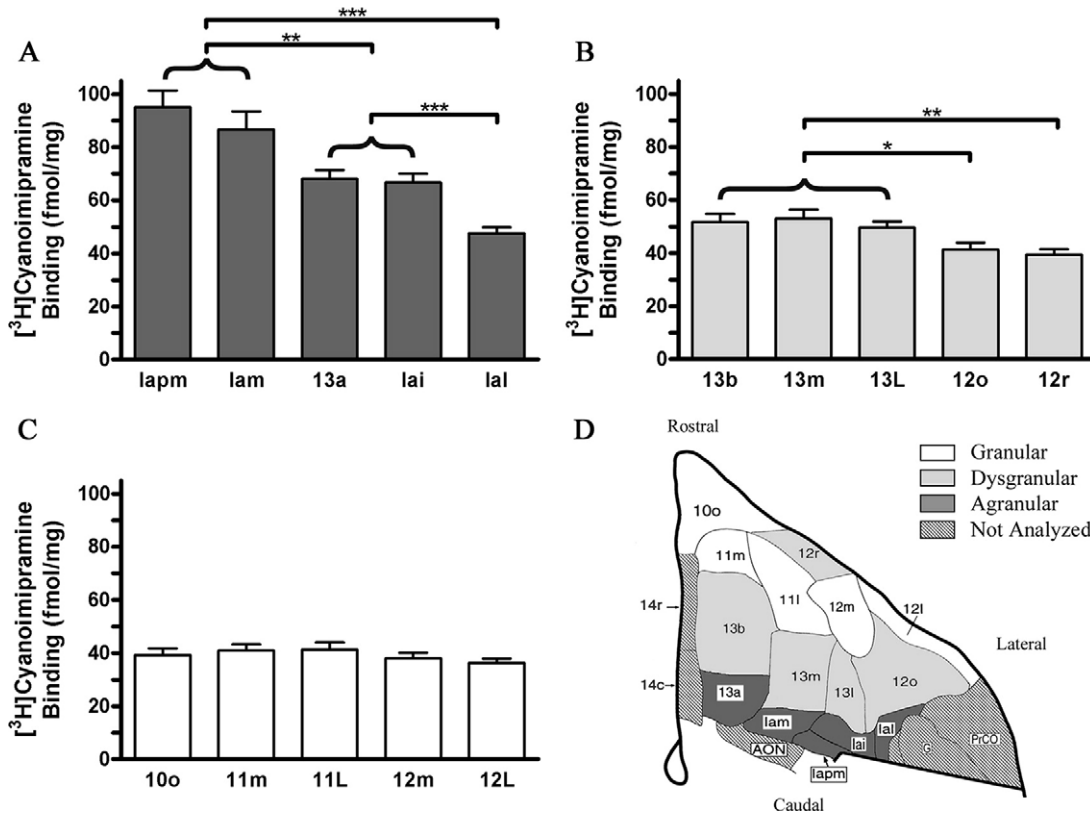 A
***
**
***
[³H]Cyanoimipramine
Binding (fmol/mg)
100
80
60
40
20
0
Iapm Iam 13a Iai Ial
B
**
*
[³H]Cyanoimipramine
Binding (fmol/mg)
100
80
60
40
20
0
13b 13m 13L 12o 12r
C
[³H]Cyanoimipramine
Binding (fmol/mg)
100
80
60
40
20
0
10o 11m 11L 12m 12L
D
Rostral
Granular
Dysgranular
Agranular
Not Analyzed
10o
11m
12r
14r
11l
12m
12l
13b
Lateral
14c
13a
13m
13l
12o
Iam
Iai
Ial
AON
G
PrCO
Iapm
Caudal